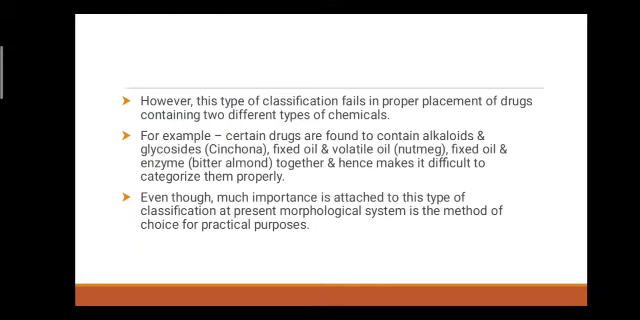 However, this type of classification fails in proper placement of drugs
containing two different types of chemicals.
For example – certain drugs are found to contain alkaloids &
glycosides (Cinchona), fixed oil & volatile oil (nutmeg), fixed oil &
enzyme (bitter almond) together & hence makes it difficult to
categorize them properly.
Even though, much importance is attached to this type of
classification at present morphological system is the method of
choice for practical purposes.